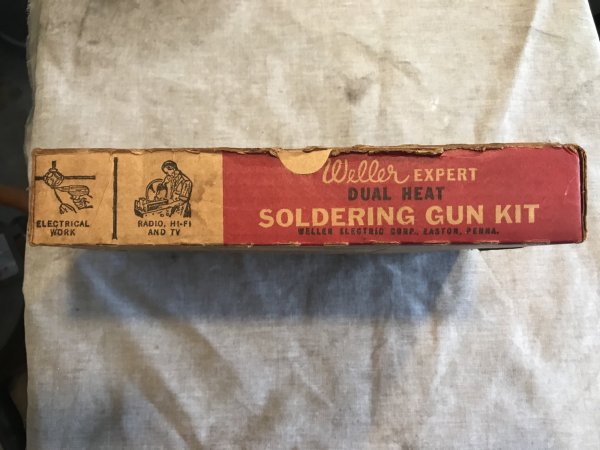 ELECTRICAL
WORK
RADIO, HI-FI
AND TV
Weller EXPERT
DUAL HEAT
SOLDERING GUN KIT
WELLER ELECTRIC CORP., EASTON, PENNA.